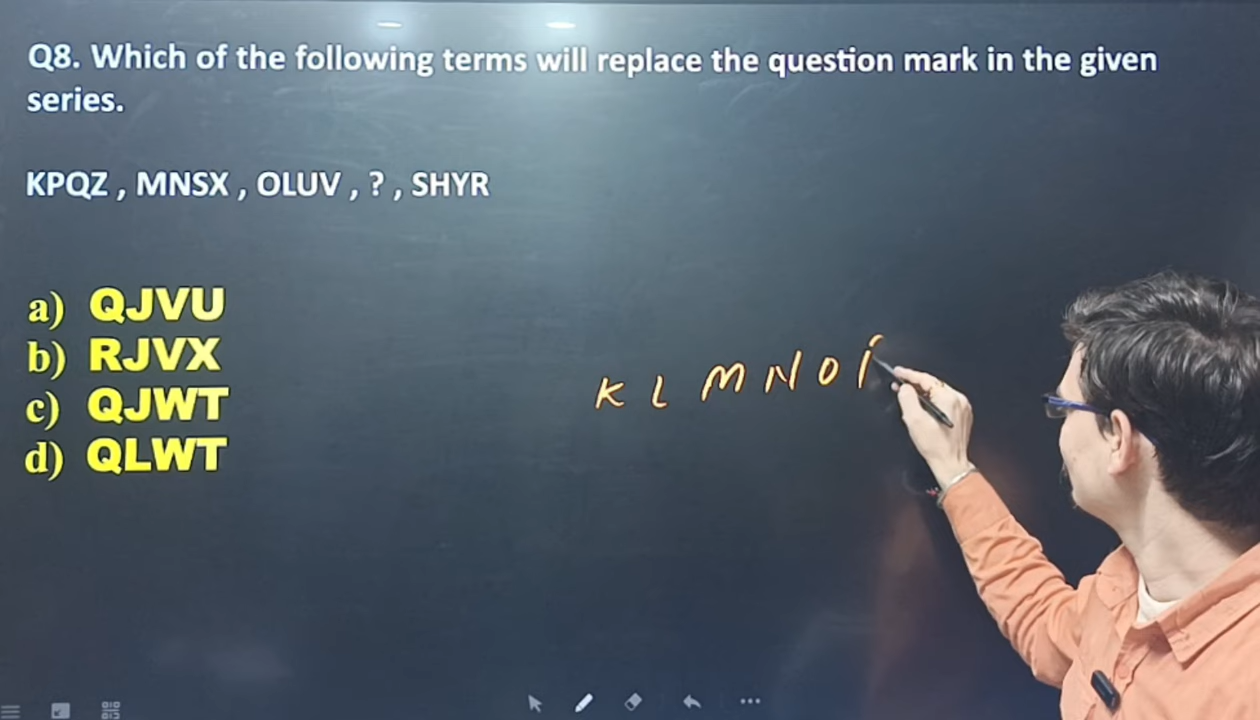 Q8. Which of the following terms will replace the question mark in the given
series.
KPQZ , MNSX , OLUV , ? , SHYR
a) QJVU
b) RJVX
c) QJWT
d) QLWT
K L M N O